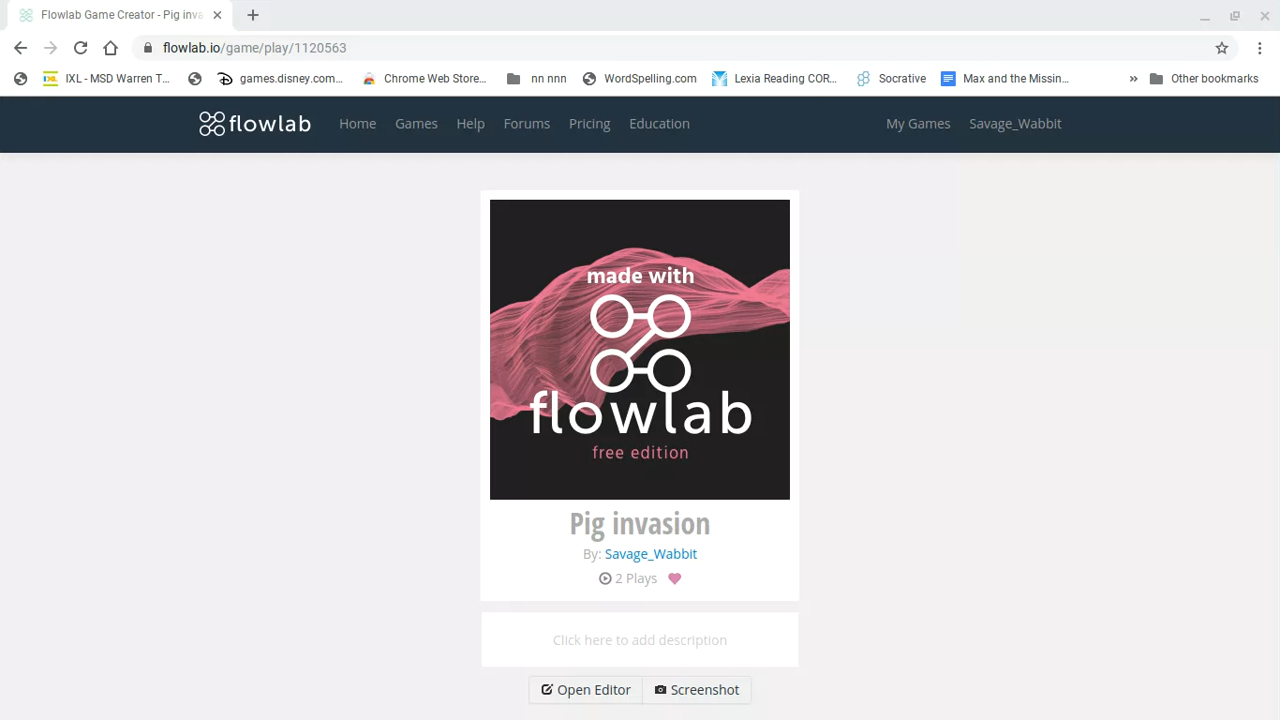 Flowlab Game Creator - Pig inva
flowlab.io/game/play/1120563
IXL - MSD Warren T... games.disney.com... Chrome Web Store... nn nnn WordSpelling.com Lexia Reading COR... Socrative Max and the Missin... » Other bookmarks
flowlab Home Games Help Forums Pricing Education My Games Savage_Wabbit
made with
flowlab
free edition
Pig invasion
By: Savage_Wabbit
2 Plays
Click here to add description
Open Editor Screenshot